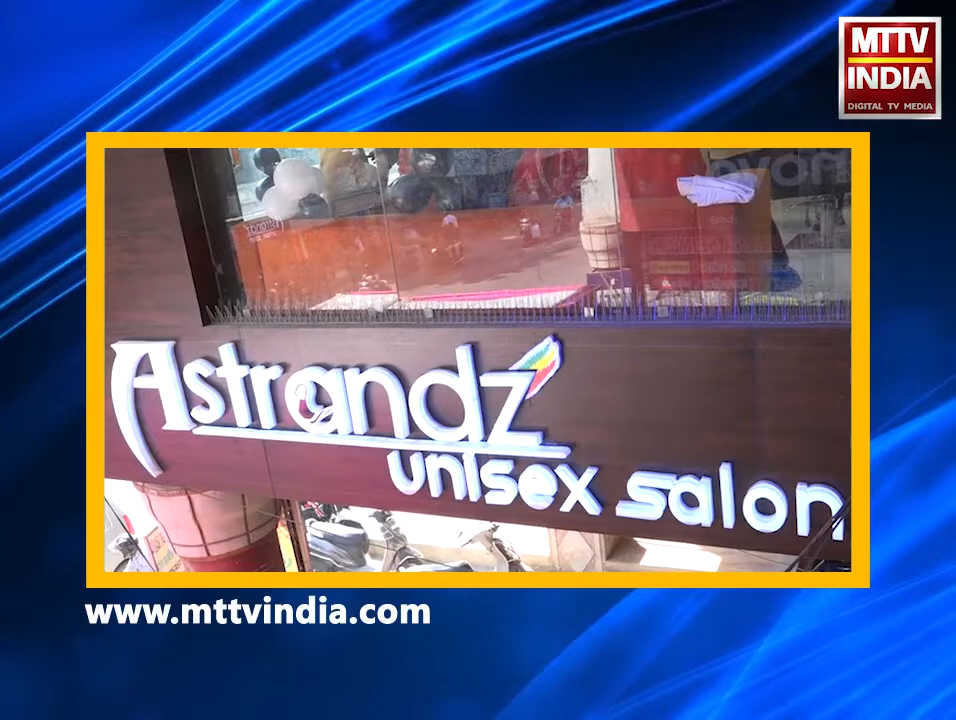 MTTV
INDIA
DIGITAL TV MEDIA
Astrandz
unisex salon
www.mttvindia.com